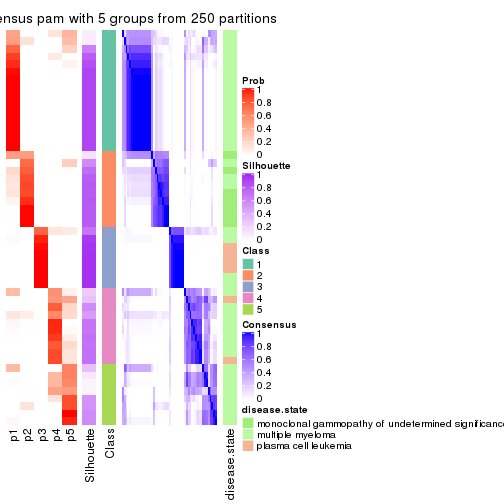 ensus pam with 5 groups from 250 partitions
Prob
1
0.8
0.6
0.4
0.2
0
Silhouette
1
0.8
0.6
0.4
0.2
0
Class
1
2
3
4
5
Consensus
1
0.8
0.6
0.4
0.2
0
disease.state
monoclonal gammopathy of undetermined significance
multiple myeloma
plasma cell leukemia
p1
p2
p3
p4
p5
Silhouette
Class
disease.state